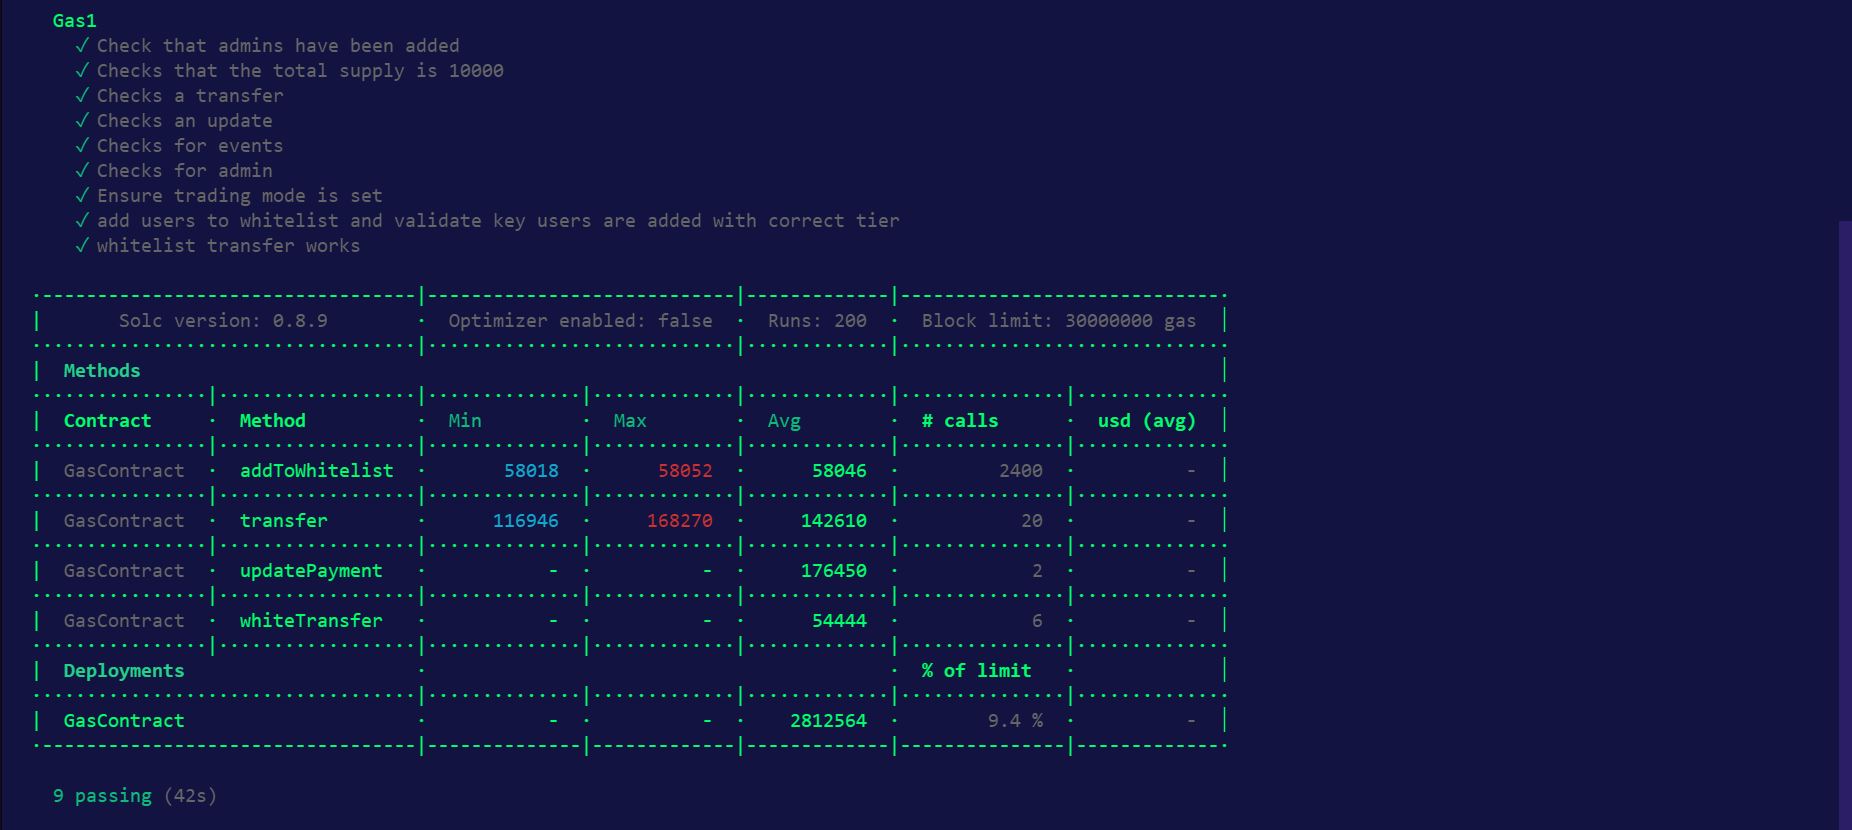 Gas1
✓ Check that admins have been added
✓ Checks that the total supply is 10000
✓ Checks a transfer
✓ Checks an update
✓ Checks for events
✓ Checks for admin
✓ Ensure trading mode is set
✓ add users to whitelist and validate key users are added with correct tier
✓ whitelist transfer works
Solc version: 0.8.9 · Optimizer enabled: false · Runs: 200 · Block limit: 30000000 gas
Methods
Contract · Method · Min · Max · Avg · # calls · usd (avg)
GasContract · addToWhitelist · 58018 · 58052 · 58046 · 2400 · -
GasContract · transfer · 116946 · 168270 · 142610 · 20 · -
GasContract · updatePayment · - · - · 176450 · 2 · -
GasContract · whiteTransfer · - · - · 54444 · 6 · -
Deployments · · % of limit ·
GasContract · - · - · 2812564 · 9.4 % · -
9 passing (42s)